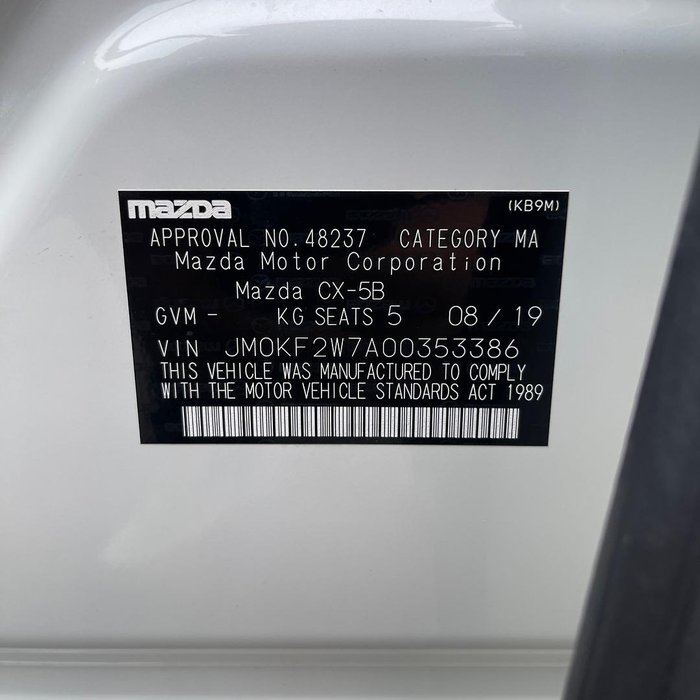 mazda (KB9M)
APPROVAL NO. 48237 CATEGORY MA
Mazda Motor Corporation
Mazda CX-5B
GVM - KG SEATS 5 08 / 19
VIN JM0KF2W7A00353386
THIS VEHICLE WAS MANUFACTURED TO COMPLY
WITH THE MOTOR VEHICLE STANDARDS ACT 1989